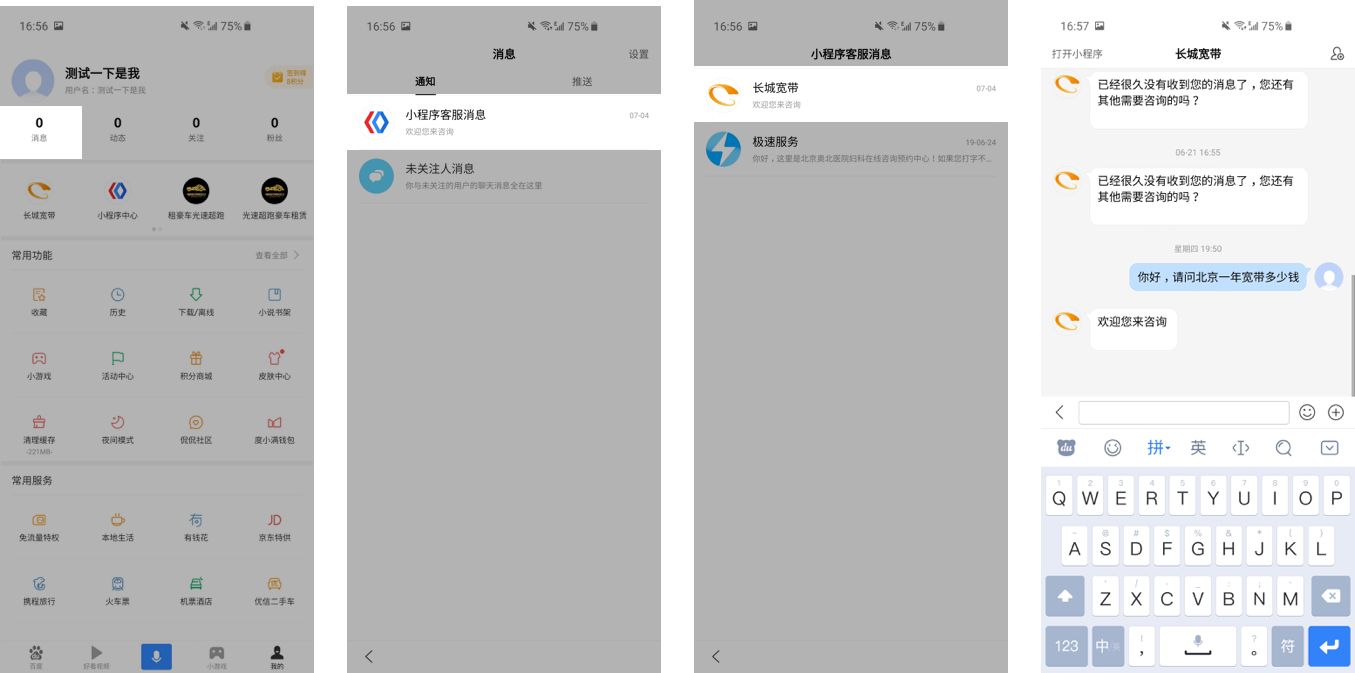 16:56
75%
测试一下是我
用户名：测试一下是我
签到得
0
0
0
0
消息
动态
关注
粉丝
长城宽带
小程序中心
租豪车光速超跑
光速超跑豪车租赁
常用功能
查看全部
收藏
历史
下载/离线
小说书架
小游戏
活动中心
积分商城
皮肤中心
清理缓存
夜间模式
侃侃社区
度小满钱包
-221MB-
常用服务
JD
免流量特权
本地生活
有钱花
京东特供
携程旅行
火车票
机票酒店
优信二手车
百度
好看视频
小游戏
我的
16:56
75%
消息
设置
通知
推送
小程序客服消息
07-04
欢迎您来咨询
未关注人消息
你与未关注的用户的聊天消息全在这里
16:56
75%
小程序客服消息
长城宽带
07-04
欢迎您来咨询
极速服务
19-06-24
你好，这里是北京奥北医院妇科在线咨询预约中心！如果您打字不...
16:57
75%
打开小程序
长城宽带
已经很久没有收到您的消息了，您还有
其他需要咨询的吗？
06-21 16:55
已经很久没有收到您的消息了，您还有
其他需要咨询的吗？
星期四 19:50
你好，请问北京一年宽带多少钱
欢迎您来咨询
du
拼
英
1 2 3 4 5 6 7 8 9 0
Q W E R T Y U I O P
~ @ # $ % & * ( )
A S D F G H J K L
Z X C V B N M
123
中/英
，
。
符